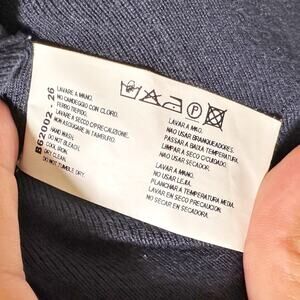 B62002 - 26
LAVARE A MANO.
NO CANDEGGIO CON CLORO.
FERRO TIEPIDO.
LAVARE A SECCO C/PRECAUZIONE.
NON ASCIUGARE IN TAMBURO.
HAND WASH.
DO NOT BLEACH.
COOL IRON.
DRY CLEAN.
DO NOT TUMBLE DRY.
P
LAVAR A MÃO.
NÃO USAR BRANQUEADORES.
PASSAR A BAIXA TEMPERATURA.
LIMPAR A SECO C/CUIDADO.
NÃO USAR SECADOR.
LAVAR A MANO.
NO USAR LEJIA.
PLANCHAR A TEMPERATURA MEDIA.
LAVAR EN SECO PRECAUCION.
NO SECAR EN SECADORA.